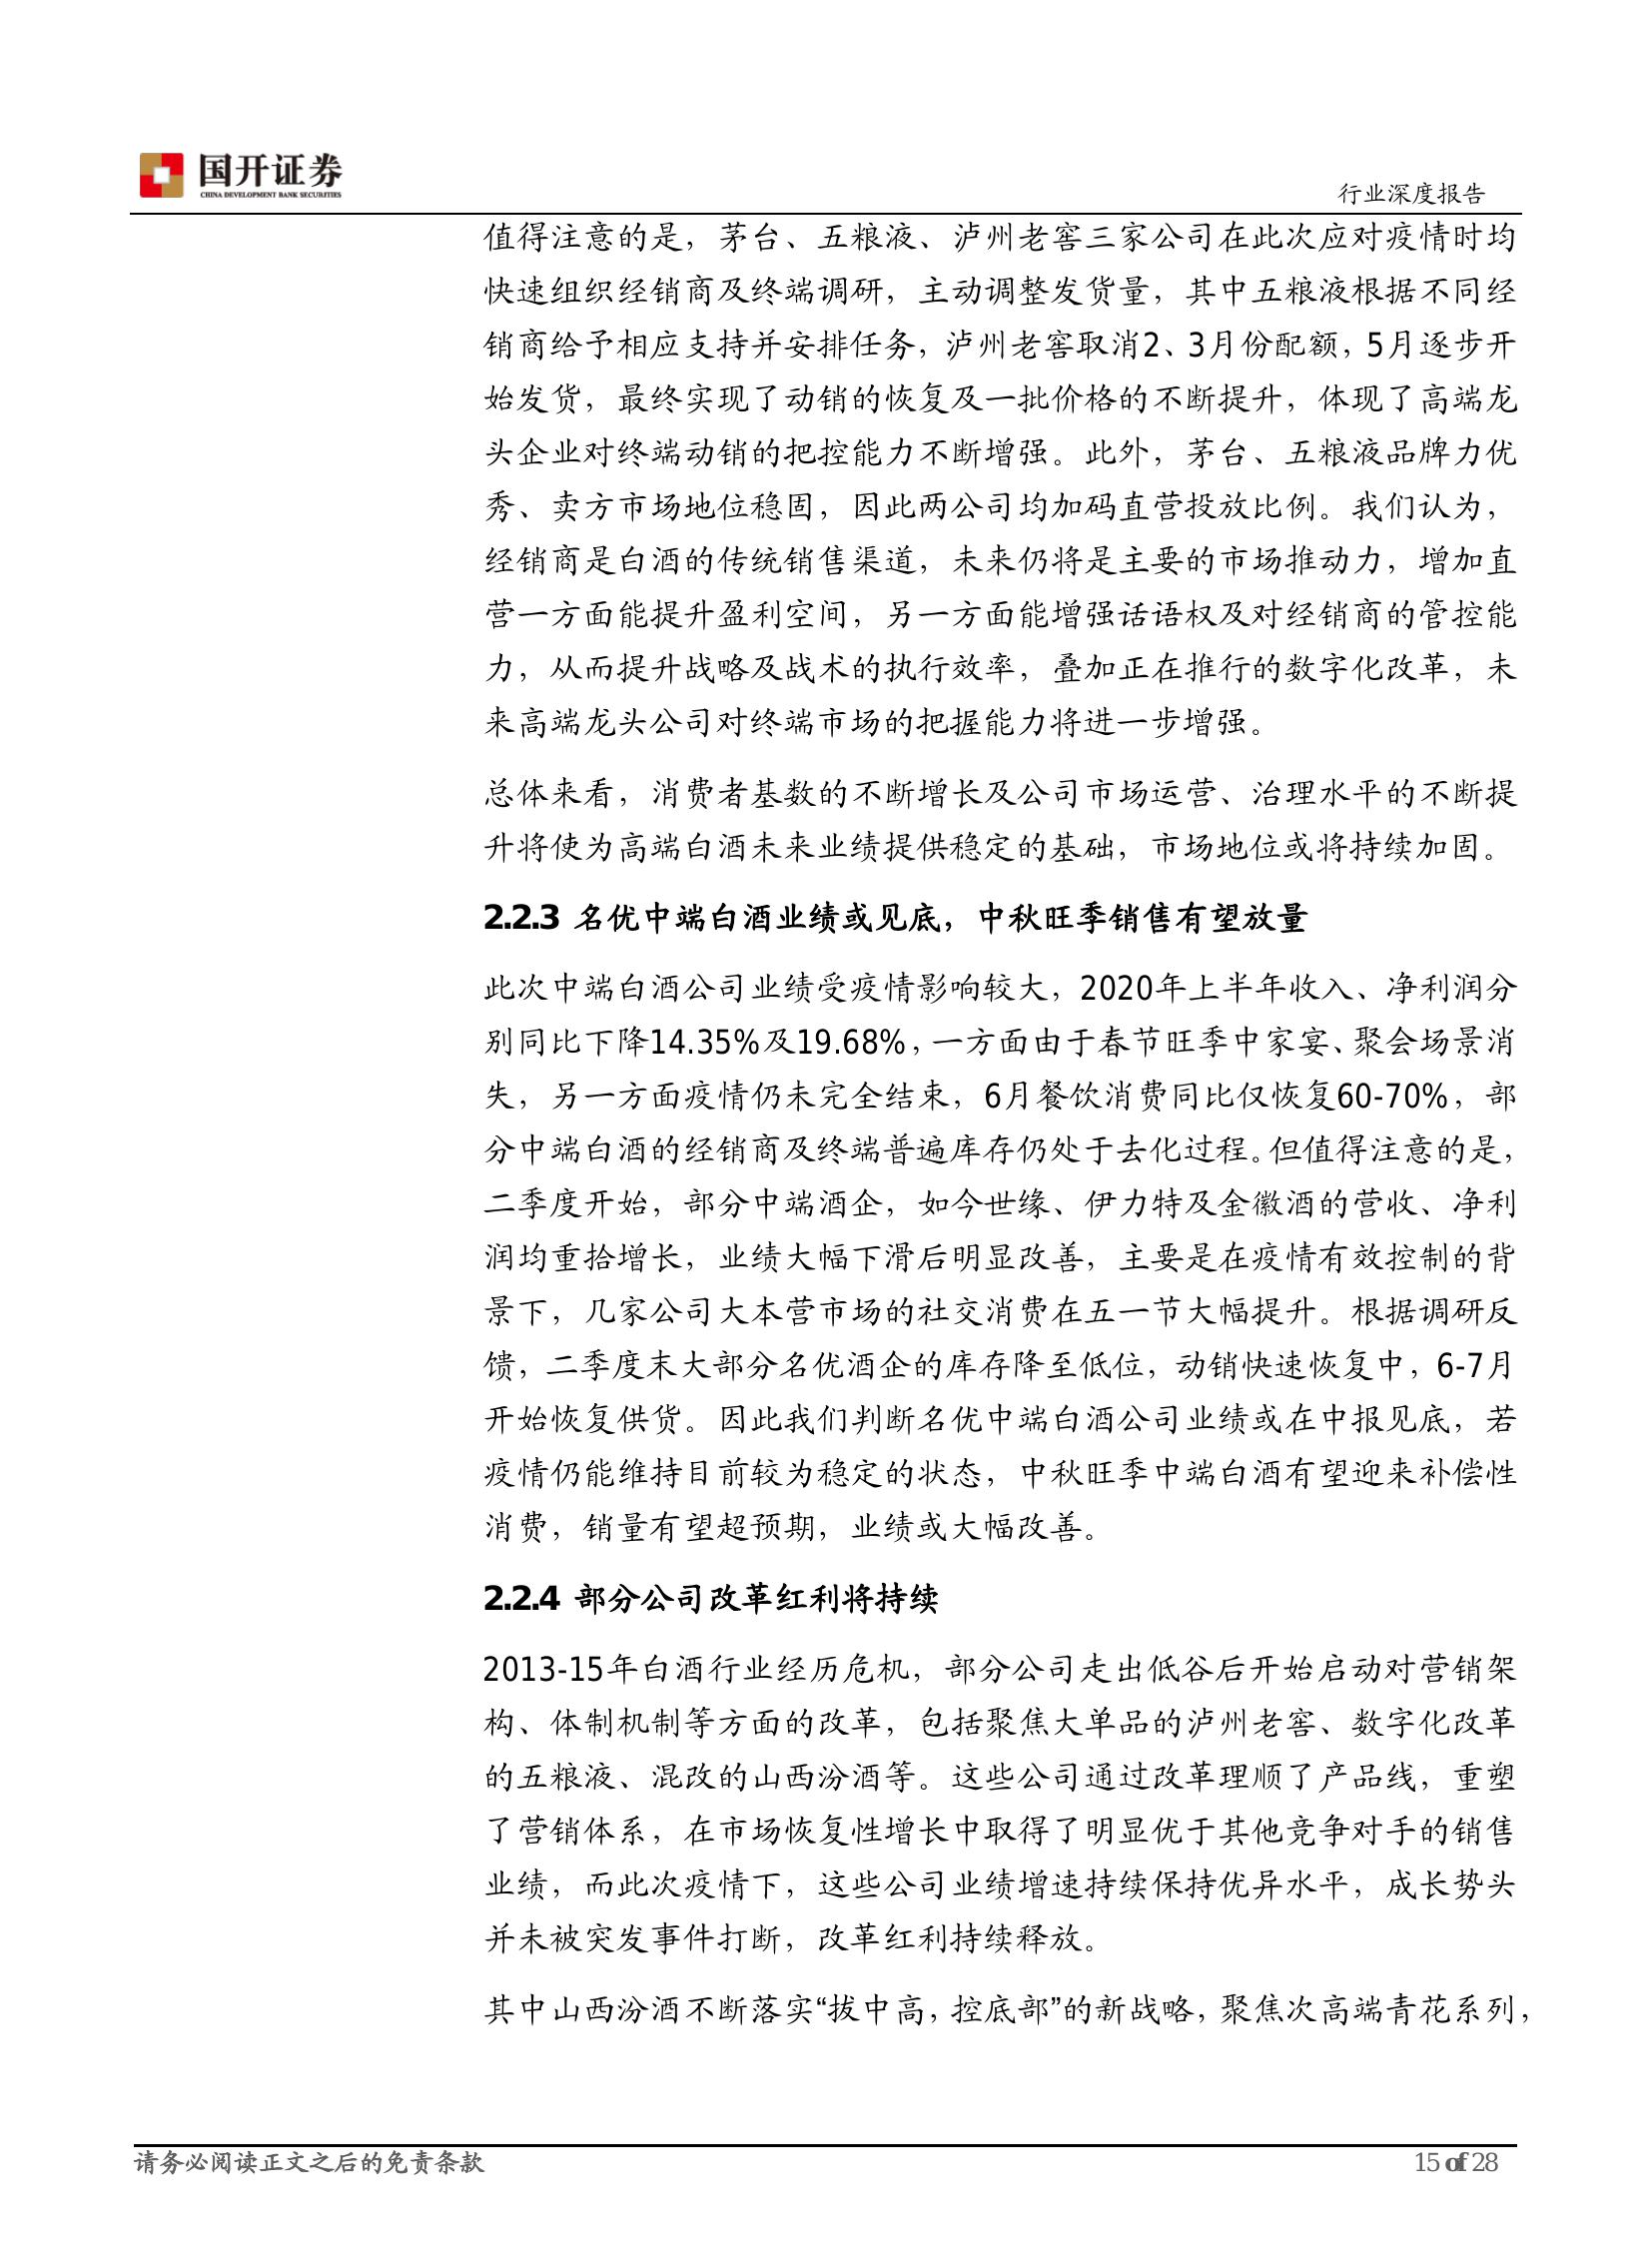 国开证券
CHINA DEVELOPMENT BANK SECURITIES
行业深度报告
值得注意的是，茅台、五粮液、泸州老窖三家公司在此次应对疫情时均
快速组织经销商及终端调研，主动调整发货量，其中五粮液根据不同经
销商给予相应支持并安排任务，泸州老窖取消2、3月份配额，5月逐步开
始发货，最终实现了动销的恢复及一批价格的不断提升，体现了高端龙
头企业对终端动销的把控能力不断增强。此外，茅台、五粮液品牌力优
秀、卖方市场地位稳固，因此两公司均加码直营投放比例。我们认为，
经销商是白酒的传统销售渠道，未来仍将是主要的市场推动力，增加直
营一方面能提升盈利空间，另一方面能增强话语权及对经销商的管控能
力，从而提升战略及战术的执行效率，叠加正在推行的数字化改革，未
来高端龙头公司对终端市场的把握能力将进一步增强。
总体来看，消费者基数的不断增长及公司市场运营、治理水平的不断提
升将使为高端白酒未来业绩提供稳定的基础，市场地位或将持续加固。
2.2.3 名优中端白酒业绩或见底，中秋旺季销售有望放量
此次中端白酒公司业绩受疫情影响较大，2020年上半年收入、净利润分
别同比下降14.35%及19.68%，一方面由于春节旺季中家宴、聚会场景消
失，另一方面疫情仍未完全结束，6月餐饮消费同比仅恢复60-70%，部
分中端白酒的经销商及终端普遍库存仍处于去化过程。但值得注意的是，
二季度开始，部分中端酒企，如今世缘、伊力特及金徽酒的营收、净利
润均重拾增长，业绩大幅下滑后明显改善，主要是在疫情有效控制的背
景下，几家公司大本营市场的社交消费在五一节大幅提升。根据调研反
馈，二季度末大部分名优酒企的库存降至低位，动销快速恢复中，6-7月
开始恢复供货。因此我们判断名优中端白酒公司业绩或在中报见底，若
疫情仍能维持目前较为稳定的状态，中秋旺季中端白酒有望迎来补偿性
消费，销量有望超预期，业绩或大幅改善。
2.2.4 部分公司改革红利将持续
2013-15年白酒行业经历危机，部分公司走出低谷后开始启动对营销架
构、体制机制等方面的改革，包括聚焦大单品的泸州老窖、数字化改革
的五粮液、混改的山西汾酒等。这些公司通过改革理顺了产品线，重塑
了营销体系，在市场恢复性增长中取得了明显优于其他竞争对手的销售
业绩，而此次疫情下，这些公司业绩增速持续保持优异水平，成长势头
并未被突发事件打断，改革红利持续释放。
其中山西汾酒不断落实“拔中高，控底部”的新战略，聚焦次高端青花系列，
请务必阅读正文之后的免责条款
15 of 28